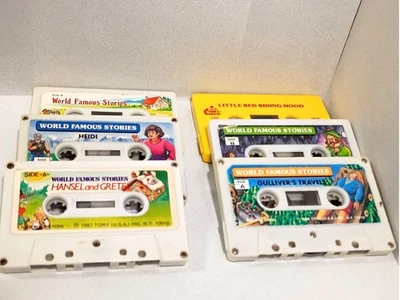 World Famous Stories
WORLD FAMOUS STORIES
HEIDI
SIDE-A
WORLD FAMOUS STORIES
HANSEL and GRETEL
© 1987 TONY
LITTLE RED RIDING HOOD
WORLD FAMOUS STORIES
WORLD FAMOUS STORIES
GULLIVER'S TRAVELS
SIDE
A